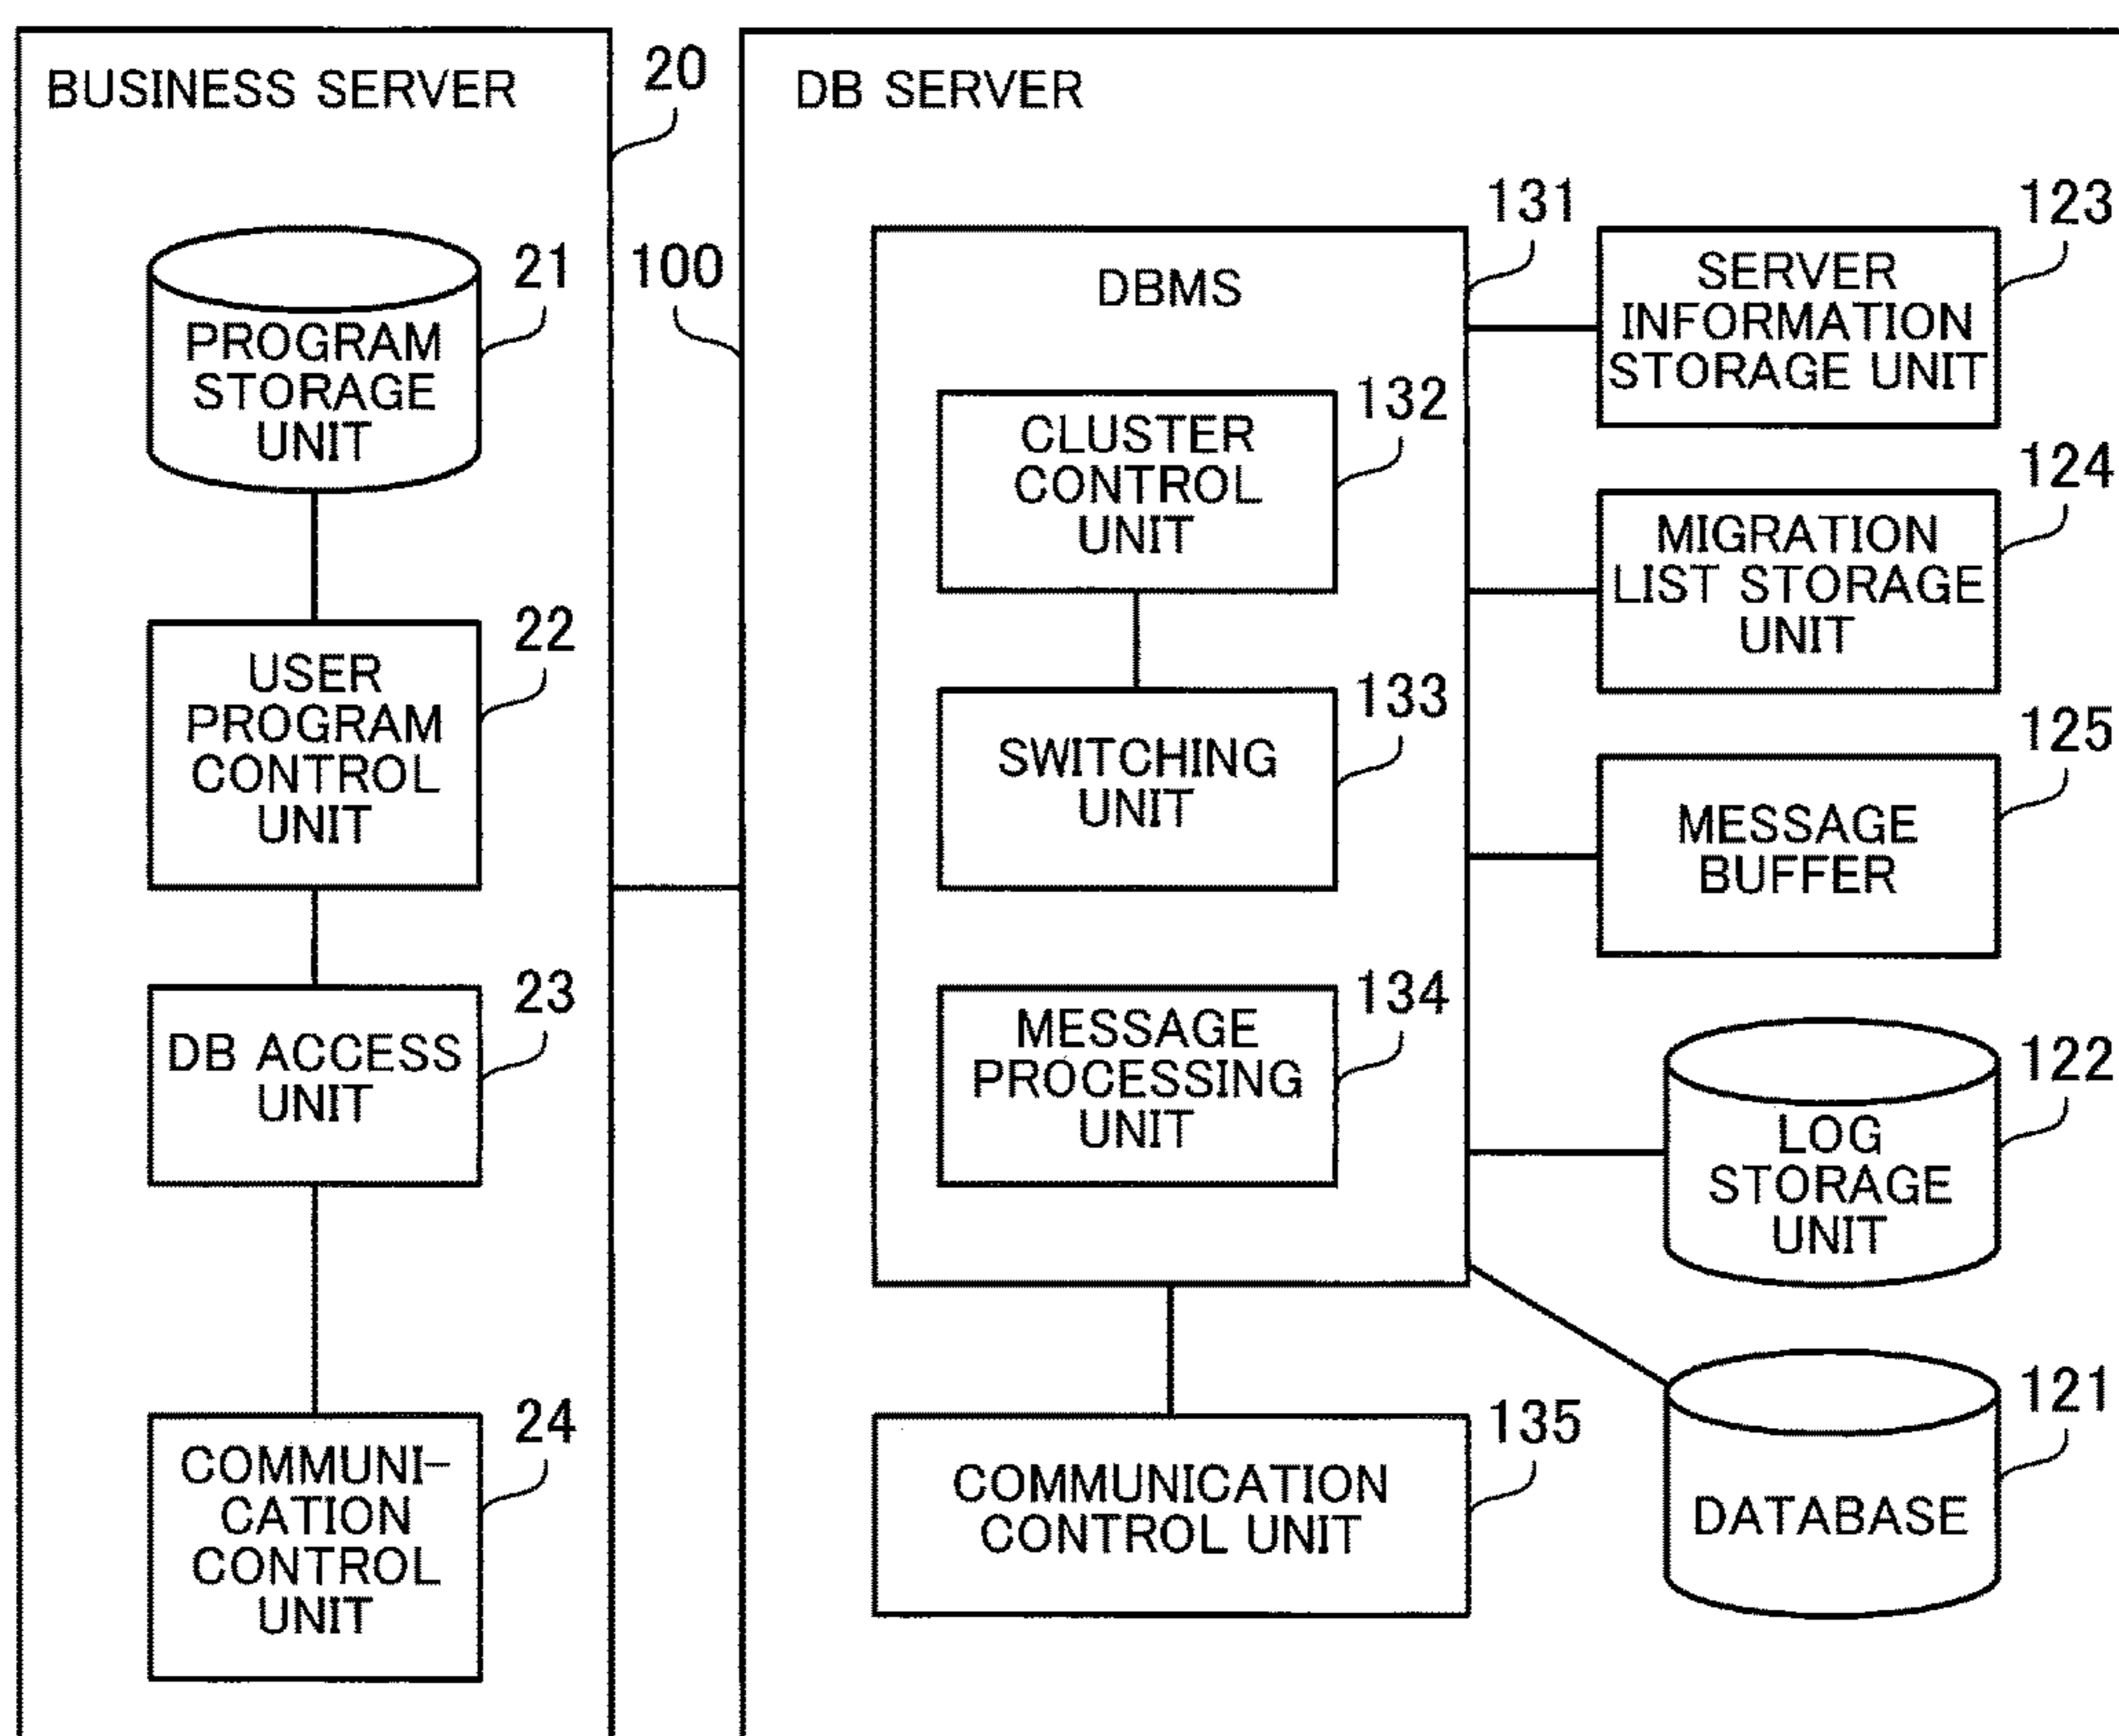 BUSINESS SERVER
20
21
PROGRAM
STORAGE
UNIT
22
USER
PROGRAM
CONTROL
UNIT
23
DB ACCESS
UNIT
24
COMMUNI-
CATION
CONTROL
UNIT
100
DB SERVER
131
DBMS
132
CLUSTER
CONTROL
UNIT
133
SWITCHING
UNIT
134
MESSAGE
PROCESSING
UNIT
135
COMMUNICATION
CONTROL UNIT
123
SERVER
INFORMATION
STORAGE UNIT
124
MIGRATION
LIST STORAGE
UNIT
125
MESSAGE
BUFFER
122
LOG
STORAGE
UNIT
121
DATABASE